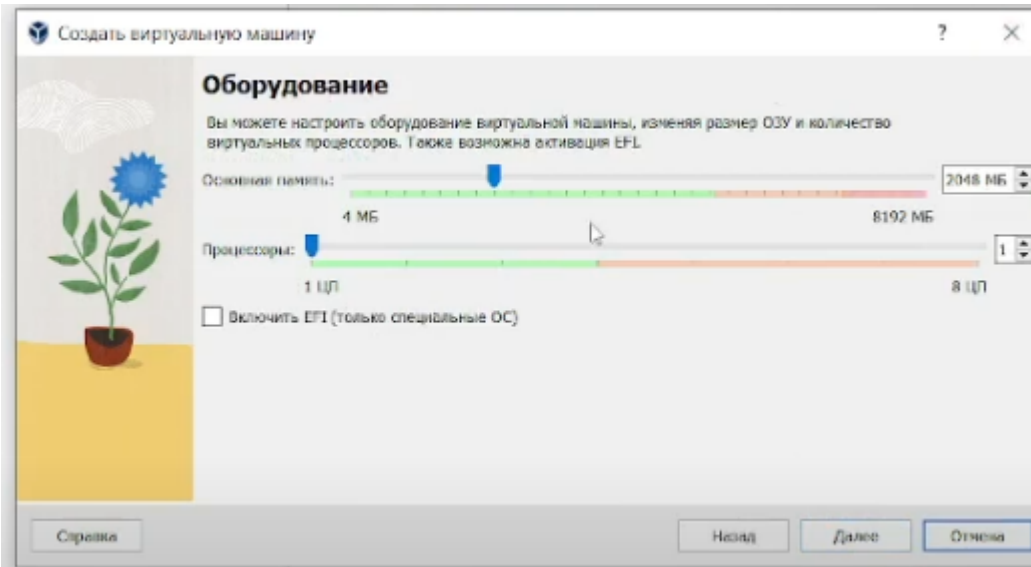 Создать виртуальную машину
?
Оборудование
Вы можете настроить оборудование виртуальной машины, изменяя размер ОЗУ и количество
виртуальных процессоров. Также возможна активация EFI.
Основная память:
2048 МБ
4 МБ
8192 МБ
Процессоры:
1
1 ЦП
8 ЦП
Включить EFI (только специальные ОС)
Справка
Назад
Далее
Отмена